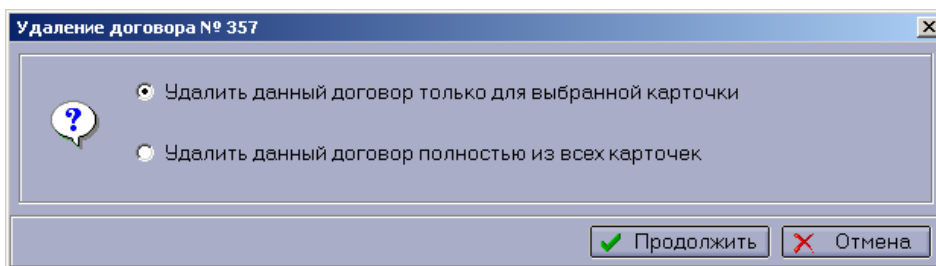 Удаление договора № 357
Удалить данный договор только для выбранной карточки
Удалить данный договор полностью из всех карточек
Продолжить
Отмена